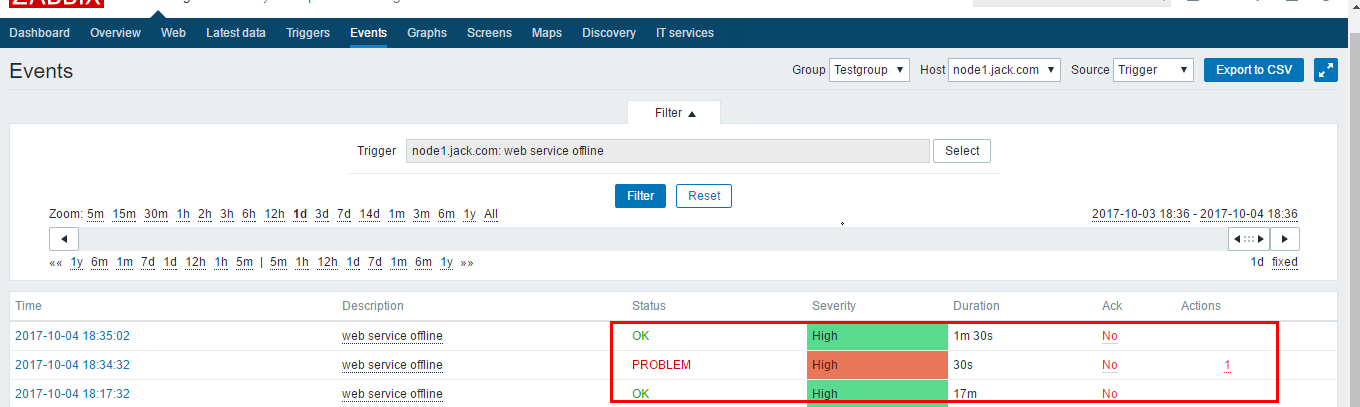 ZABBIX
Dashboard Overview Web Latest data Triggers Events Graphs Screens Maps Discovery IT services
Events Group Testgroup Host node1.jack.com Source Trigger Export to CSV
Filter
Trigger node1.jack.com: web service offline Select
Filter Reset
Zoom: 5m 15m 30m 1h 2h 3h 6h 12h 1d 3d 7d 14d 1m 3m 6m 1y All 2017-10-03 18:36 - 2017-10-04 18:36
«« 1y 6m 1m 7d 1d 12h 1h 5m | 5m 1h 12h 1d 7d 1m 6m 1y »» 1d fixed
Time Description Status Severity Duration Ack Actions
2017-10-04 18:35:02 web service offline OK High 1m 30s No
2017-10-04 18:34:32 web service offline PROBLEM High 30s No 1
2017-10-04 18:17:32 web service offline OK High 17m No